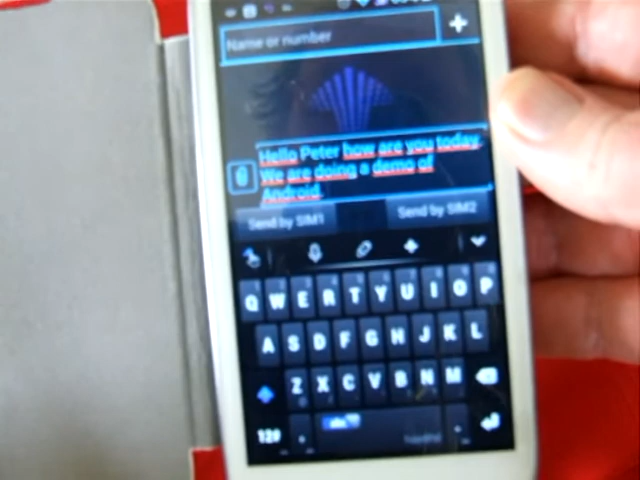 Name or number
+
Hello Peter how are you today.
We are doing a demo of
Android.
Send by SIM1 Send by SIM2
Q W E R T Y U I O P
A S D F G H J K L
Z X C V B N M
12#